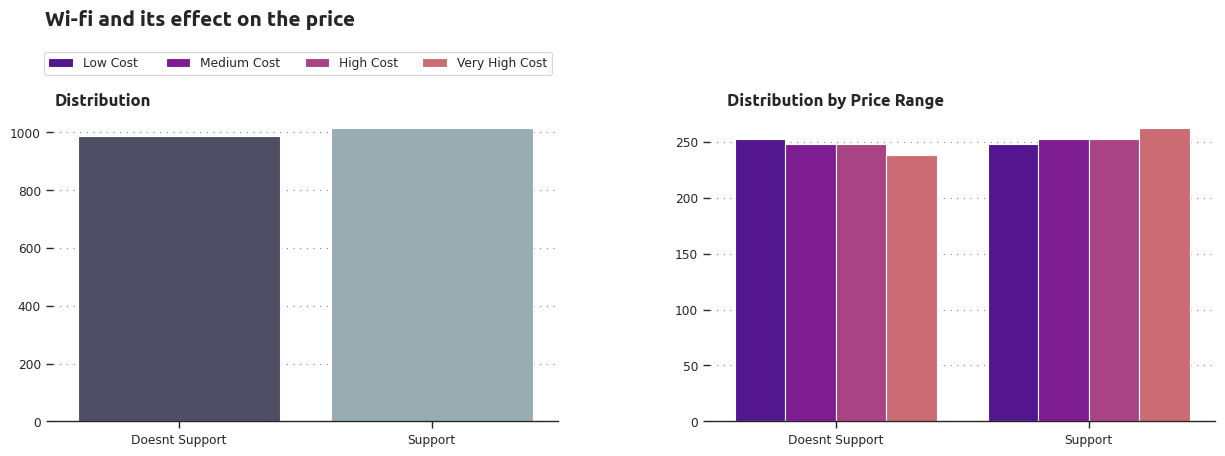 Wi-fi and its effect on the price
Low Cost Medium Cost High Cost Very High Cost
Distribution
1000
800
600
400
200
0
Doesnt Support Support
Distribution by Price Range
250
200
150
100
50
0
Doesnt Support Support